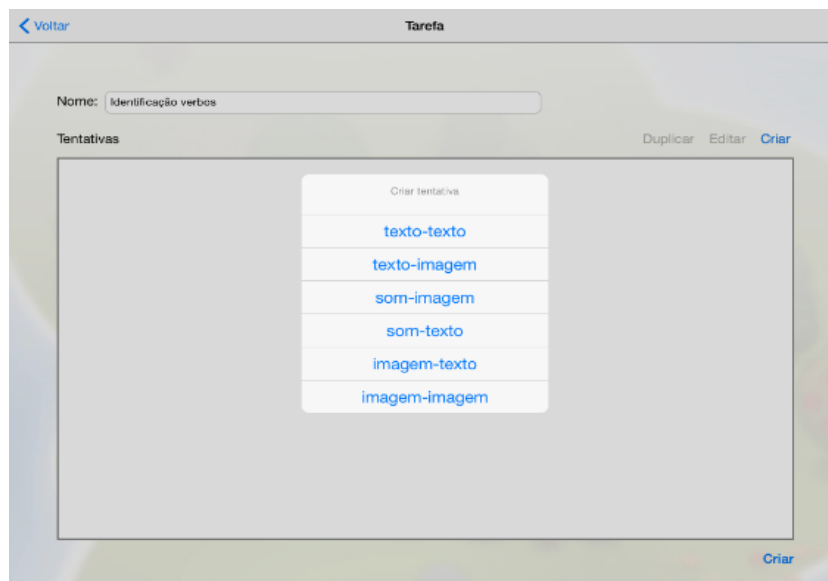 Voltar Tarefa
Nome: Identificação verbos
Tentativas Duplicar Editar Criar
Criar tentativa
texto-texto
texto-imagem
som-imagem
som-texto
imagem-texto
imagem-imagem
Criar